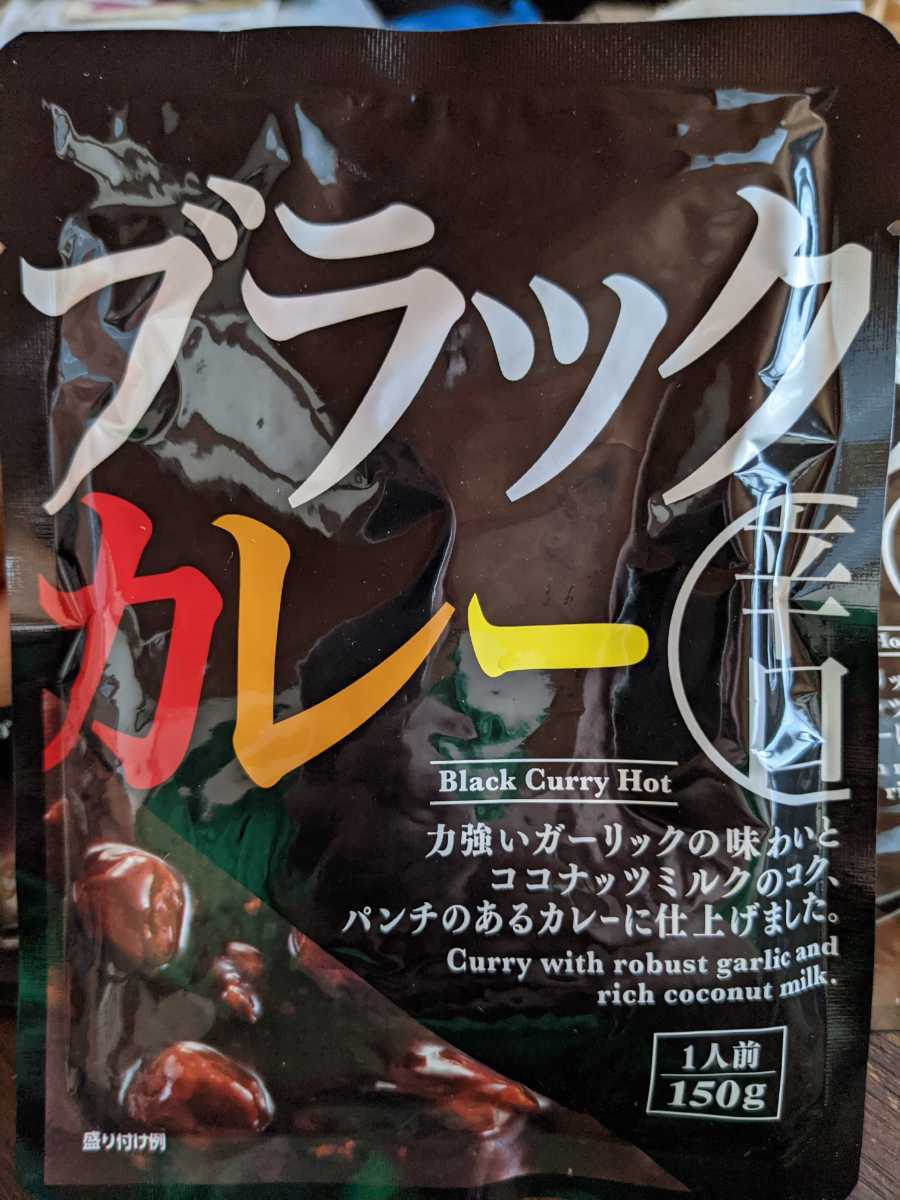 ブラック
カレー
辛口
Black Curry Hot
力強いガーリックの味わいと
ココナッツミルクのコク、
パンチのあるカレーに仕上げました。
Curry with robust garlic and
rich coconut milk.
1人前
150g
盛り付け例